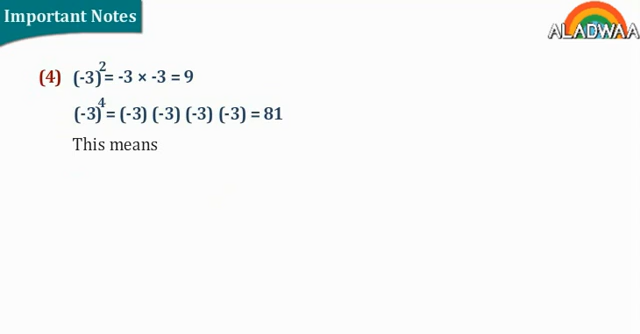 Important Notes
ALADWAA
(4) (-3)² = -3 × -3 = 9
(-3)⁴ = (-3) (-3) (-3) (-3) = 81
This means